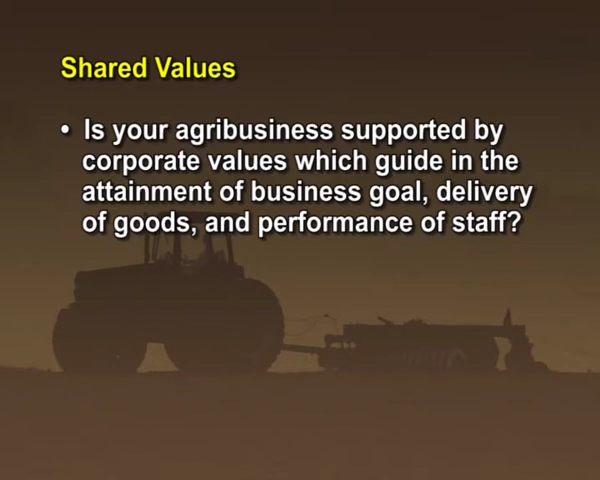 Shared Values
• Is your agribusiness supported by
corporate values which guide in the
attainment of business goal, delivery
of goods, and performance of staff?